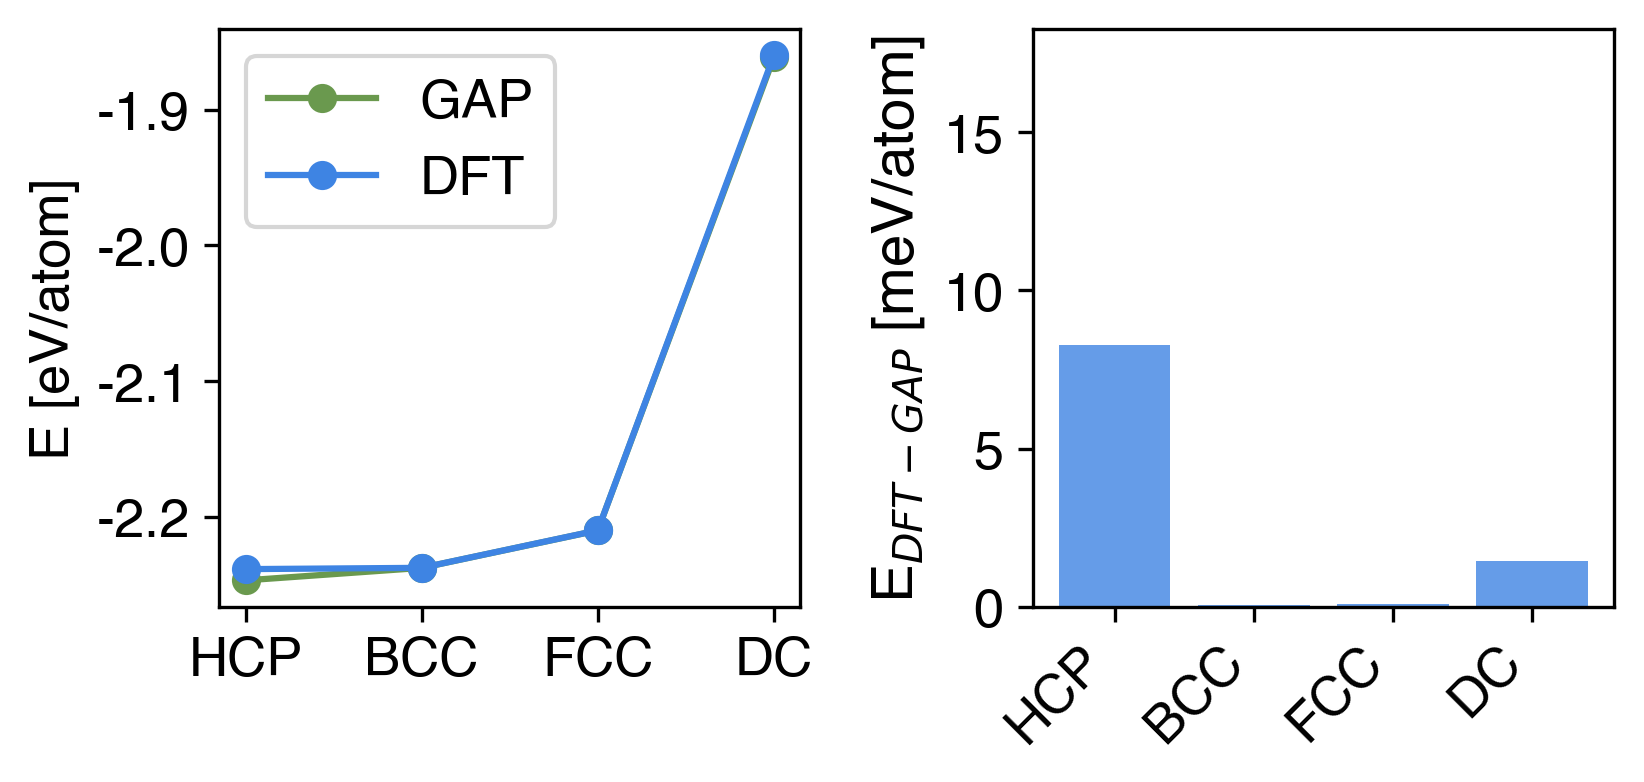 E [eV/atom]
-1.9
-2.0
-2.1
-2.2
GAP
DFT
HCP BCC FCC DC
E_{DFT − GAP} [meV/atom]
15
10
5
0
HCP BCC FCC DC